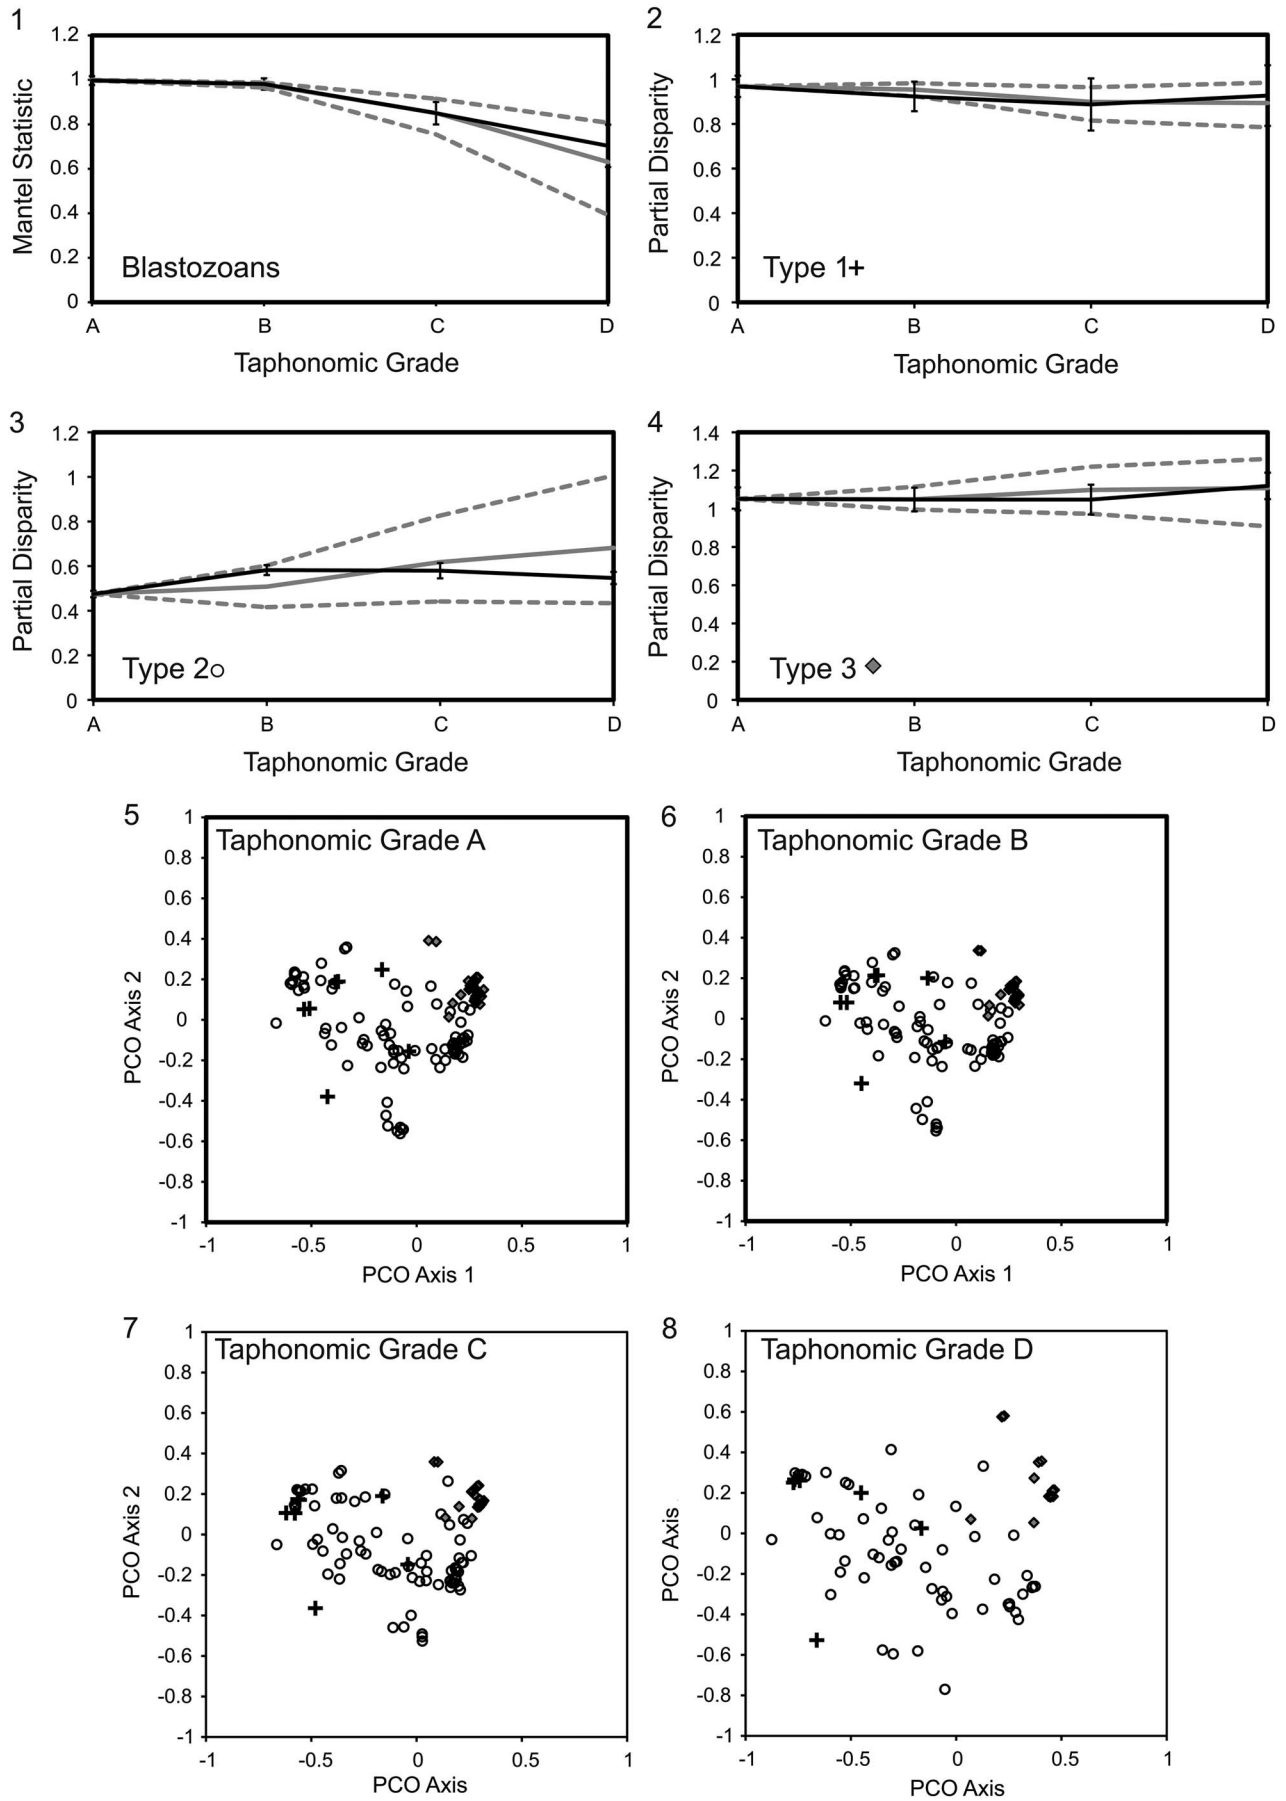 1
1.2
1
0.8
0.6
0.4
0.2
0
Mantel Statistic
Blastozoans
A B C D
Taphonomic Grade
2
1.2
1
0.8
0.6
0.4
0.2
0
Partial Disparity
Type 1+
A B C D
Taphonomic Grade
3
1.2
1
0.8
0.6
0.4
0.2
0
Partial Disparity
Type 2
A B C D
Taphonomic Grade
4
1.4
1.2
1
0.8
0.6
0.4
0.2
0
Partial Disparity
Type 3
A B C D
Taphonomic Grade
5
Taphonomic Grade A
1
0.8
0.6
0.4
0.2
0
-0.2
-0.4
-0.6
-0.8
-1
PCO Axis 2
-1 -0.5 0 0.5 1
PCO Axis 1
6
Taphonomic Grade B
1
0.8
0.6
0.4
0.2
0
-0.2
-0.4
-0.6
-0.8
-1
PCO Axis 2
-1 -0.5 0 0.5 1
PCO Axis 1
7
Taphonomic Grade C
1
0.8
0.6
0.4
0.2
0
-0.2
-0.4
-0.6
-0.8
-1
PCO Axis 2
-1 -0.5 0 0.5 1
PCO Axis
8
Taphonomic Grade D
1
0.8
0.6
0.4
0.2
0
-0.2
-0.4
-0.6
-0.8
-1
PCO Axis
-1 -0.5 0 0.5 1
PCO Axis